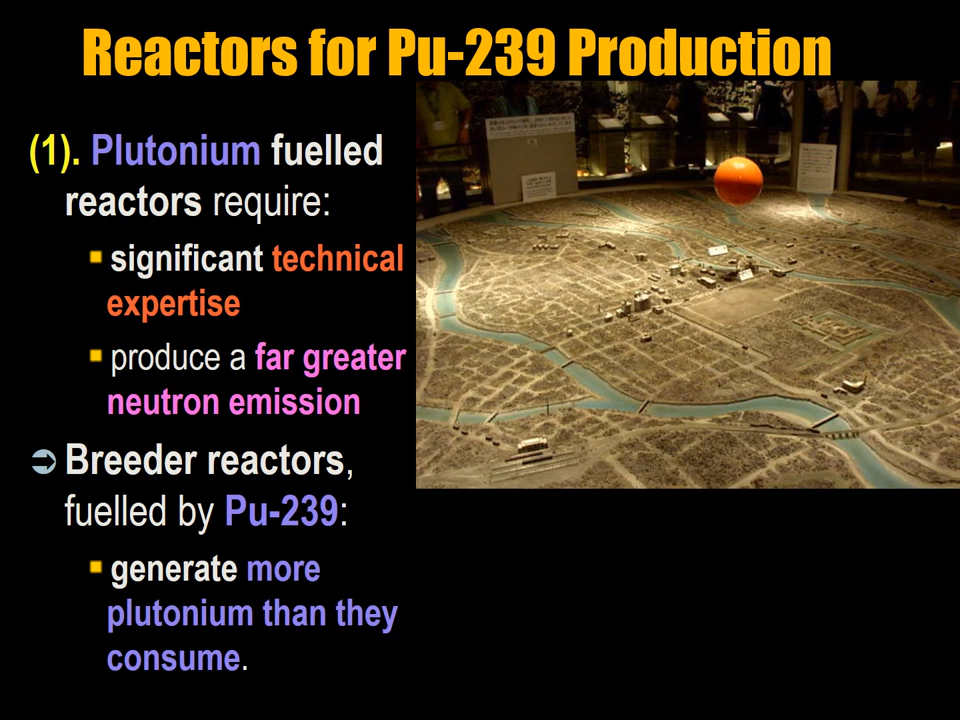 Reactors for Pu-239 Production
(1). Plutonium fuelled
reactors require:
significant technical
expertise
produce a far greater
neutron emission
Breeder reactors,
fuelled by Pu-239:
generate more
plutonium than they
consume.